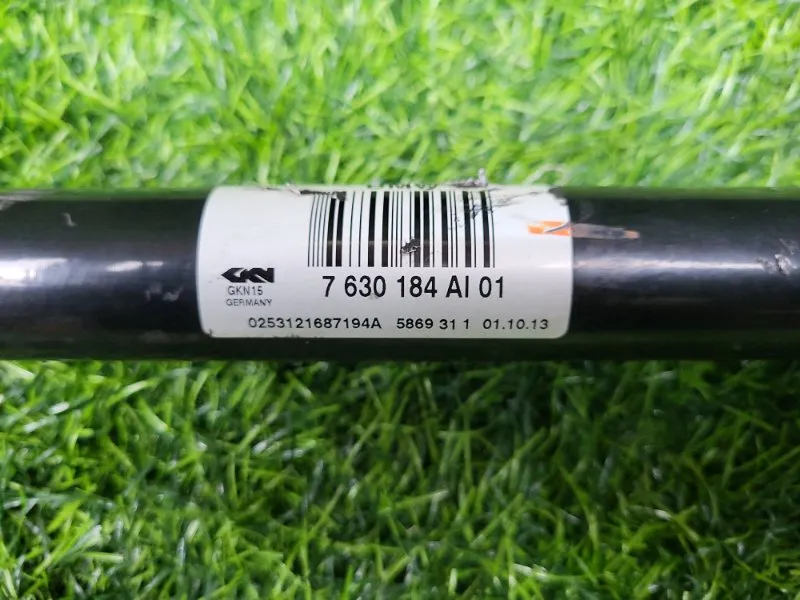 GKN
GKN15
GERMANY
7 630 184 AI 01
0253121687194A 5869 31 1 01.10.13